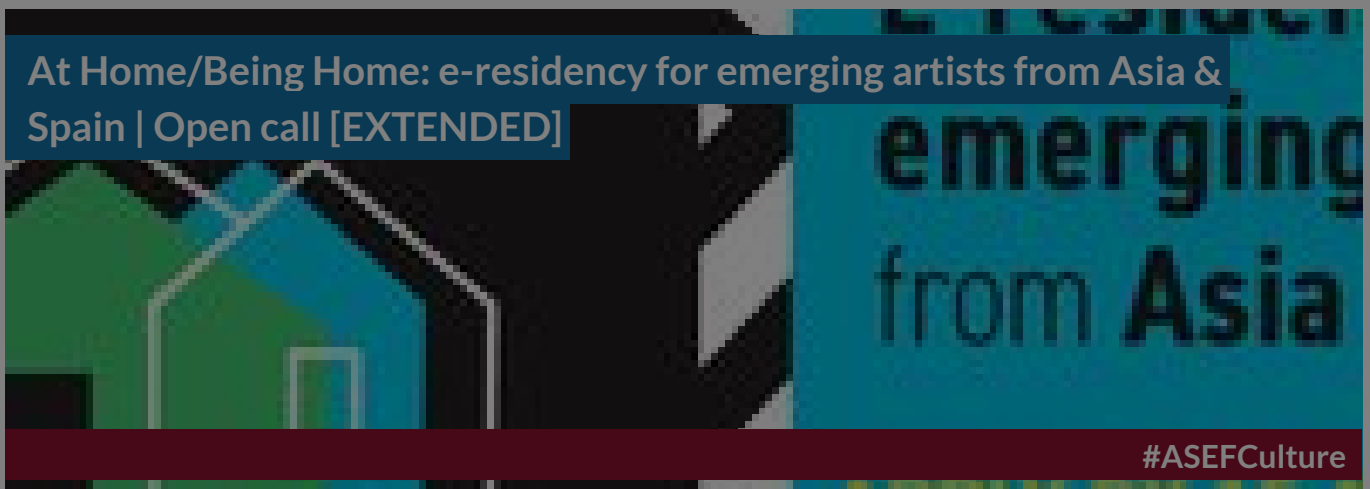 At Home/Being Home: e-residency for emerging artists from Asia &
Spain | Open call [EXTENDED]
emerging
from Asia
#ASEFCulture